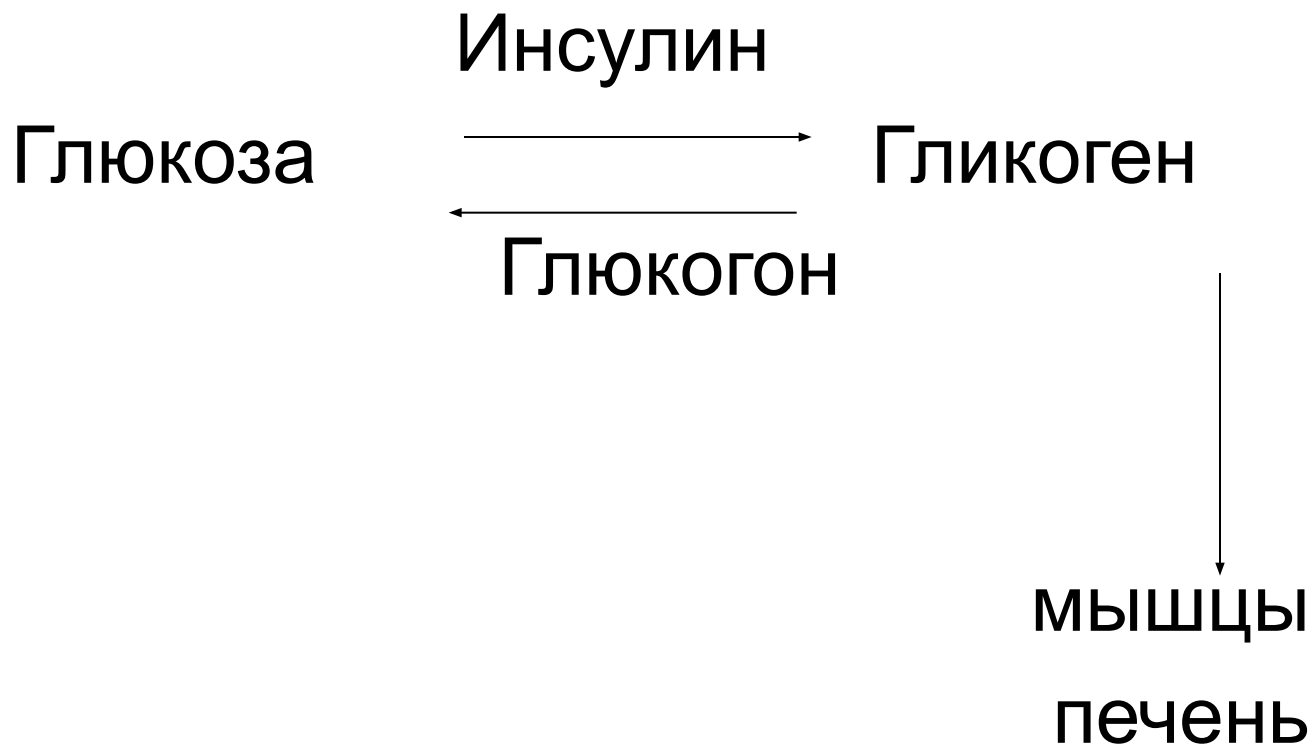 Инсулин
Глюкоза
Гликоген
Глюкогон
мышцы
печень